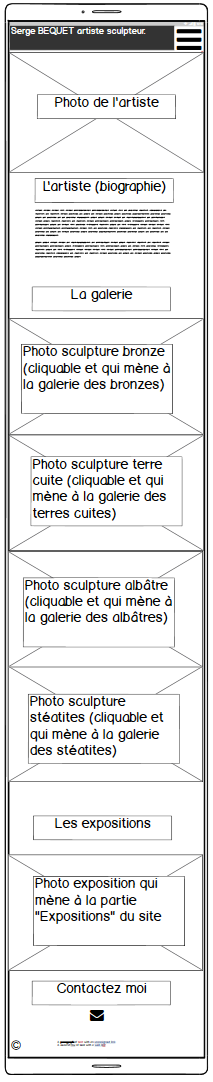 Serge BEQUET artiste sculpteur.
Photo de l'artiste
L'artiste (biographie)
La galerie
Photo sculpture bronze
(cliquable et qui mène à
la galerie des bronzes)
Photo sculpture terre
cuite (cliquable et qui
mène à la galerie des
terres cuites)
Photo sculpture albâtre
(cliquable et qui mène à
la galerie des albâtres)
Photo sculpture
stéatites (cliquable et
qui mène à la galerie
des stéatites)
Les expositions
Photo exposition qui
mène à la partie
"Expositions" du site
Contactez moi
©